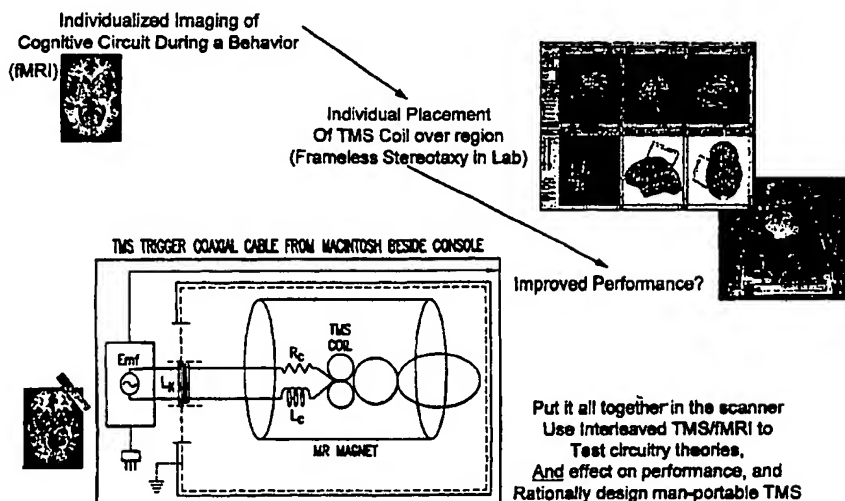 Individualized Imaging of
Cognitive Circuit During a Behavior
(fMRI)
Individual Placement
Of TMS Coil over region
(Frameless Stereotaxy in Lab)
Improved Performance?
TMS TRIGGER COAXIAL CABLE FROM MACINTOSH BESIDE CONSOLE
Emf
Lx
Rc
Lc
TMS
COIL
MR MAGNET
Put it all together in the scanner
Use Interleaved TMS/fMRI to
Test circuitry theories,
And effect on performance, and
Rationally design man-portable TMS